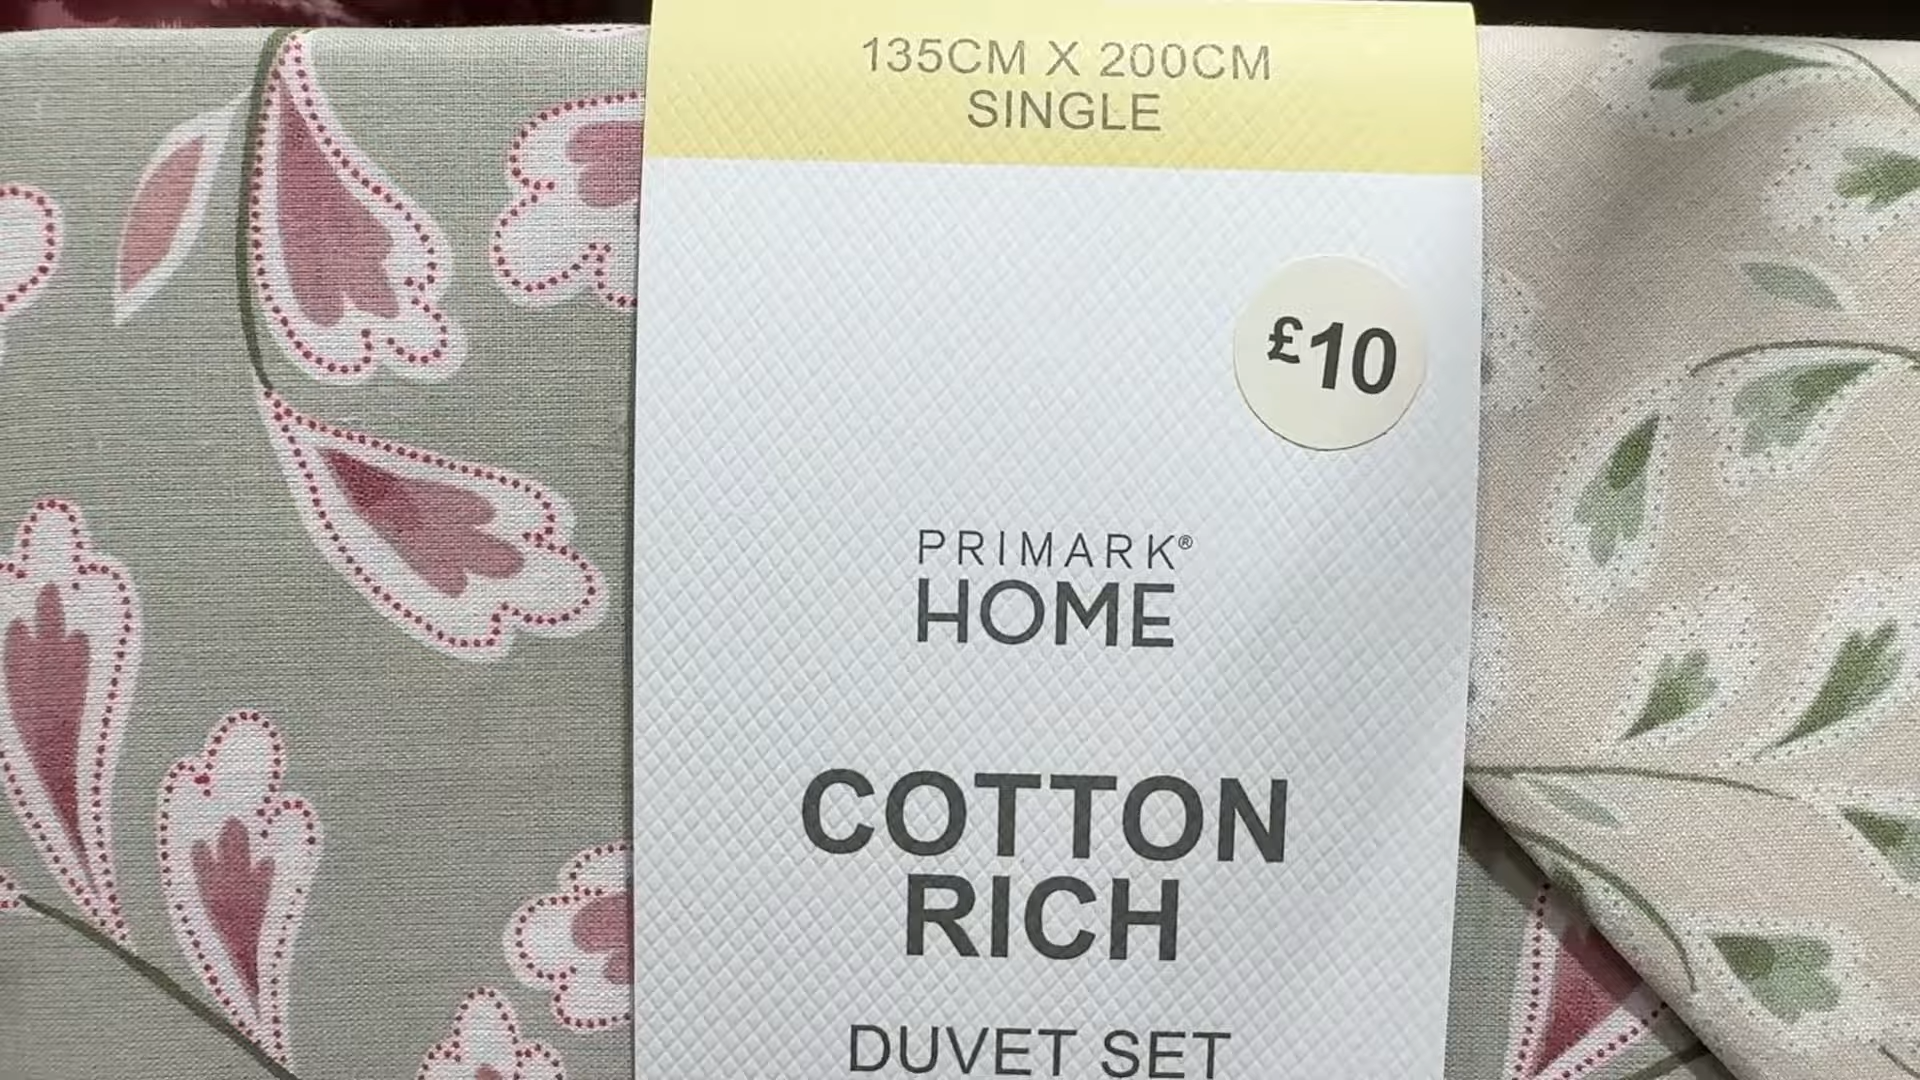 135CM X 200CM
SINGLE
£10
PRIMARK®
HOME
COTTON
RICH
DUVET SET